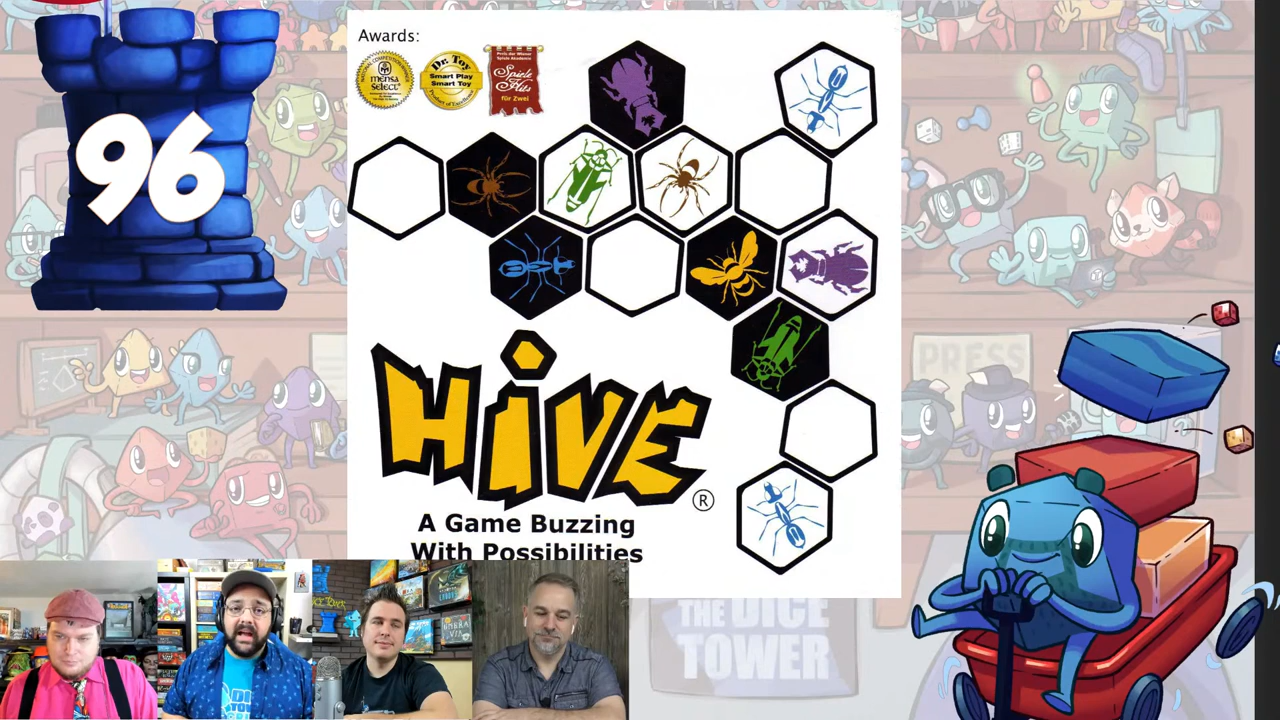 96
Awards:
MENSA
SELECT
Dr. Toy
Smart Play
Smart Toy
Spiele
Hits
für Zwei
HiVE
®
A Game Buzzing
With Possibilities
PRESS
THE DICE
TOWER